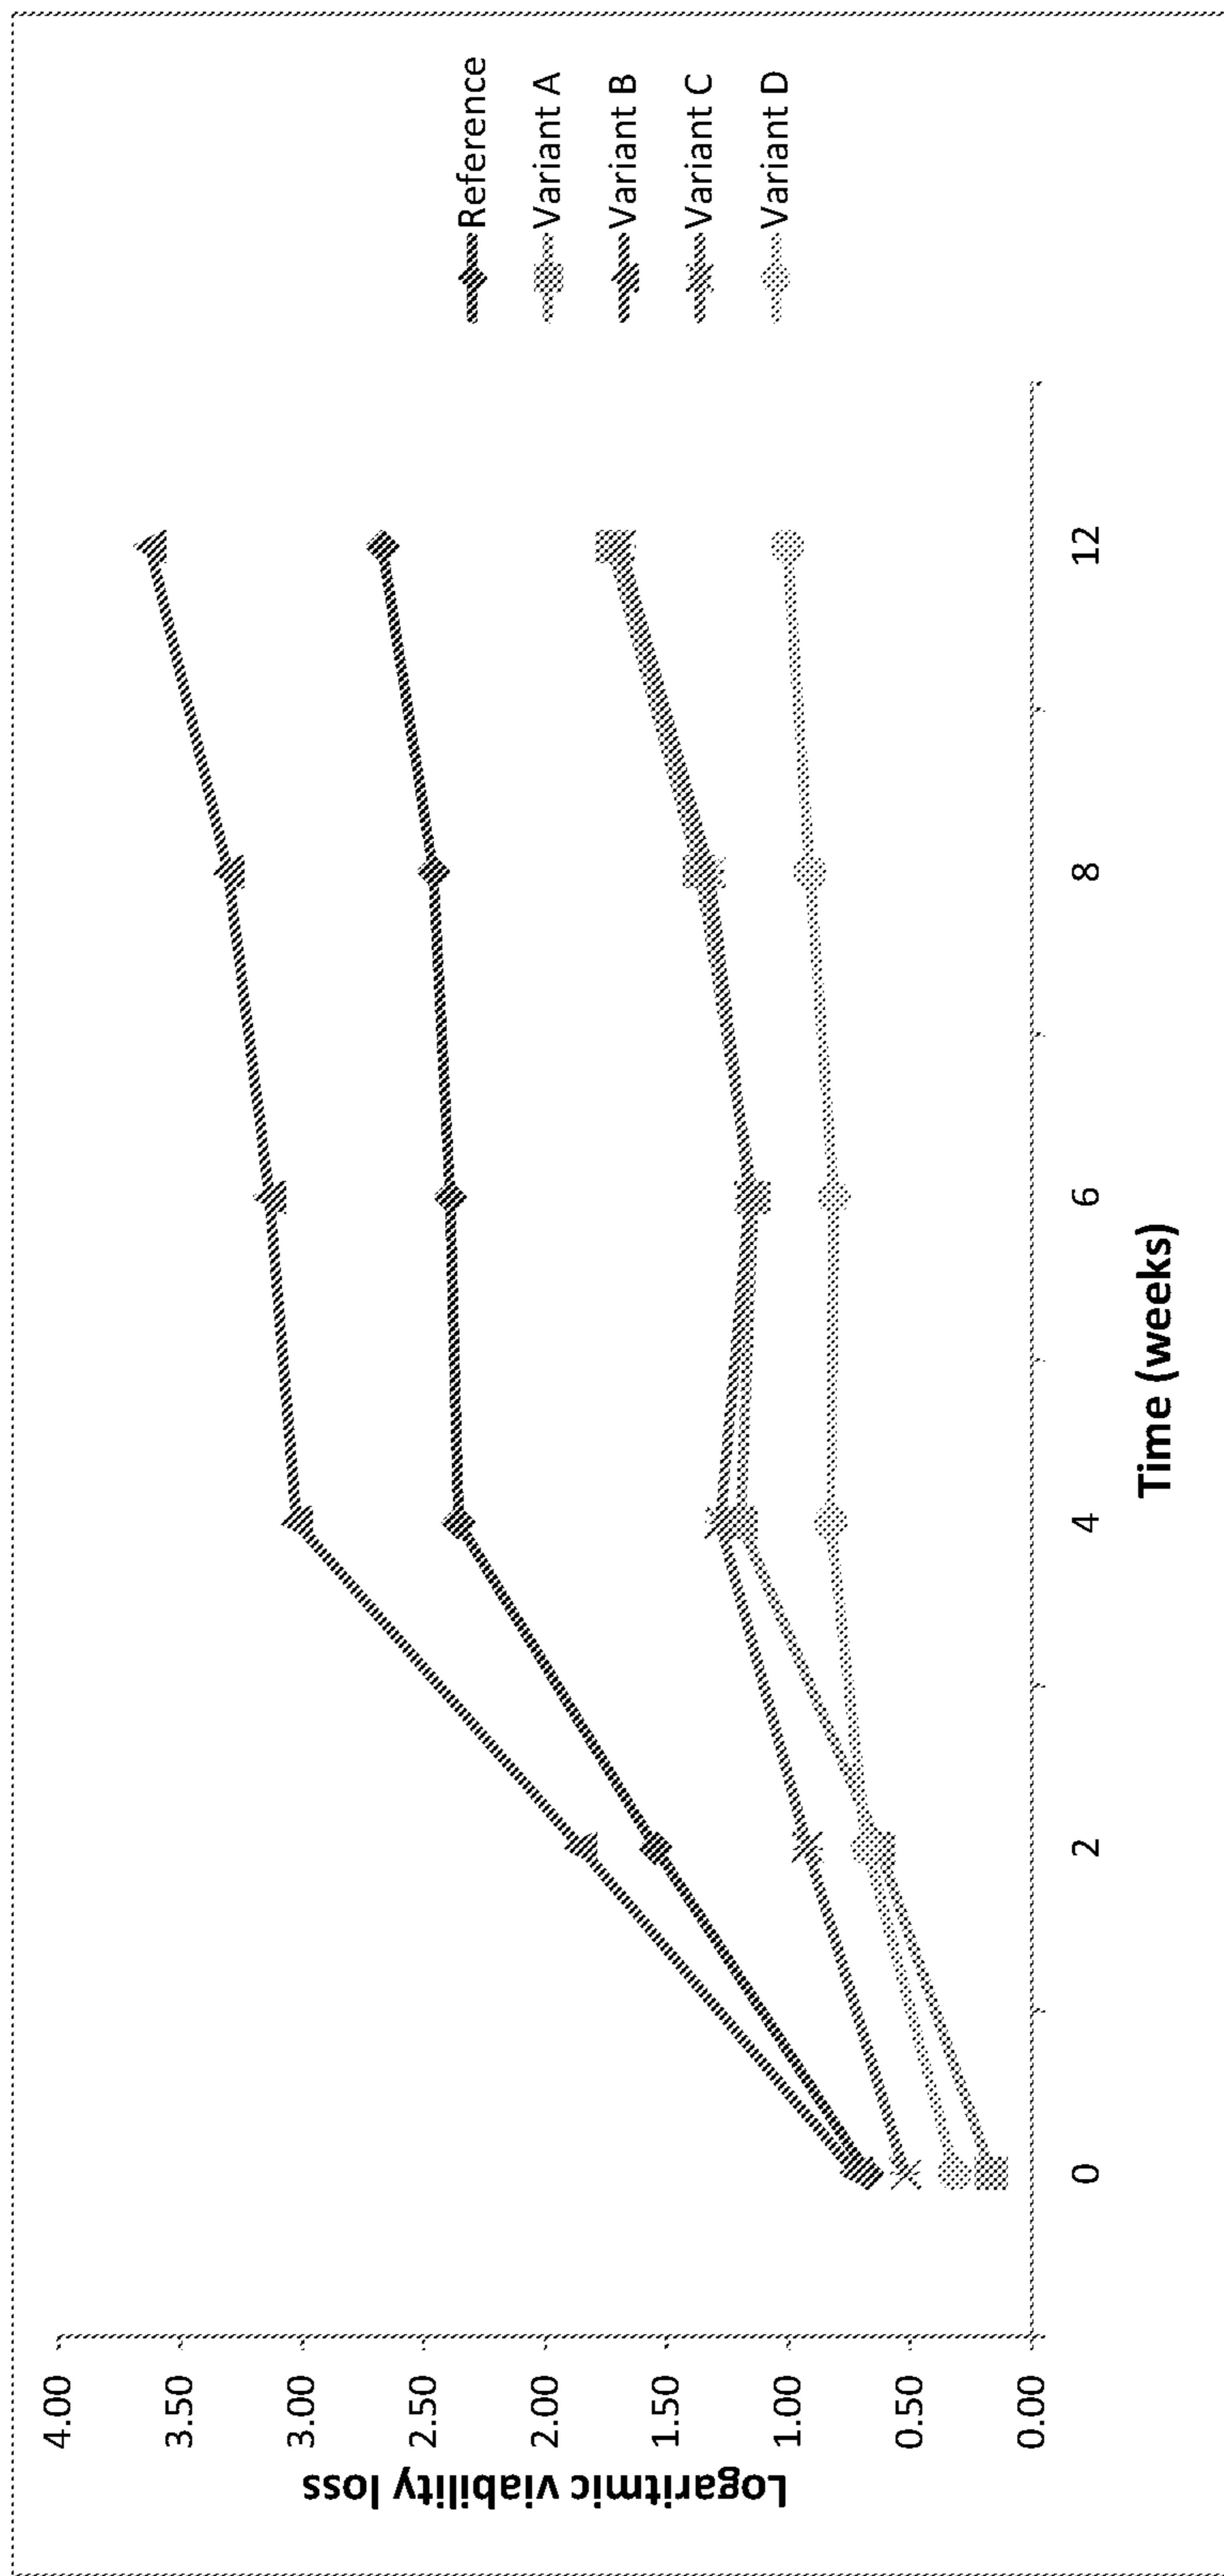 4.00
3.50
3.00
2.50
2.00
1.50
1.00
0.50
0.00
Logaritmic viability loss
0
2
4
6
8
12
Time (weeks)
Reference
Variant A
Variant B
Variant C
Variant D